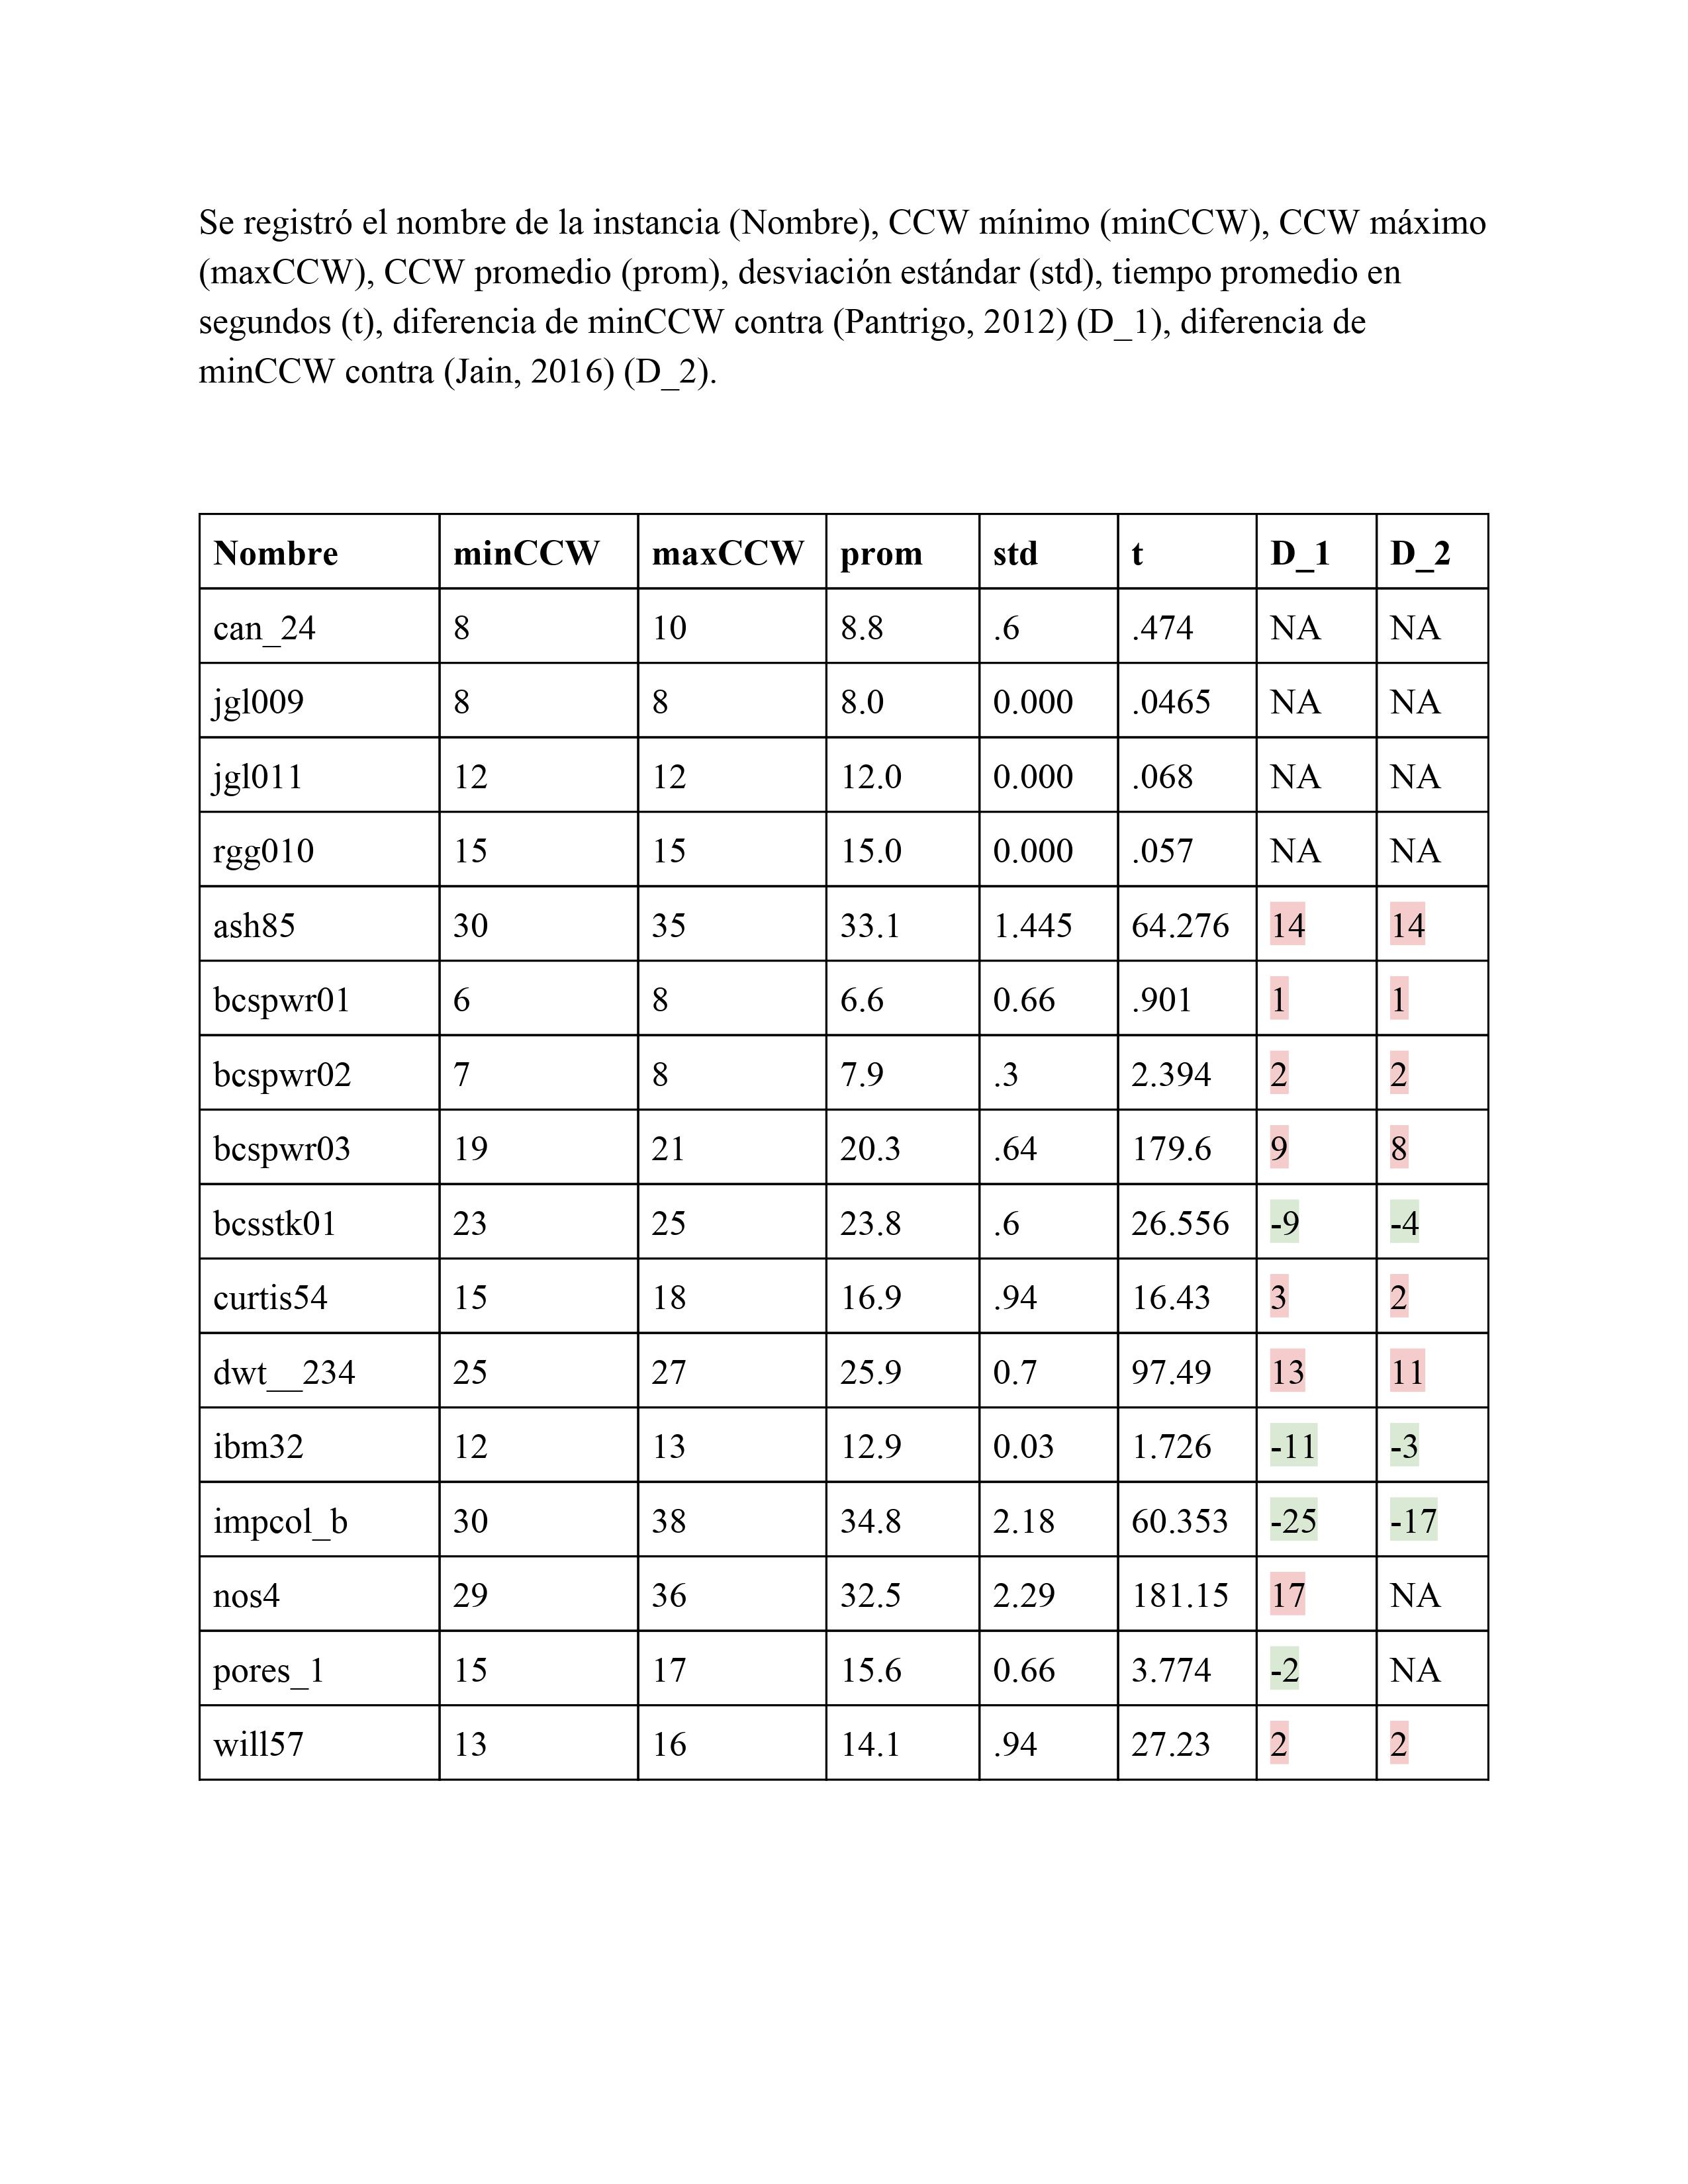 Se registró el nombre de la instancia (Nombre), CCW mínimo (minCCW), CCW máximo
(maxCCW), CCW promedio (prom), desviación estándar (std), tiempo promedio en
segundos (t), diferencia de minCCW contra (Pantrigo, 2012) (D_1), diferencia de
minCCW contra (Jain, 2016) (D_2).
Nombre minCCW maxCCW prom std t D_1 D_2
can_24 8 10 8.8 .6 .474 NA NA
jgl009 8 8 8.0 0.000 .0465 NA NA
jgl011 12 12 12.0 0.000 .068 NA NA
rgg010 15 15 15.0 0.000 .057 NA NA
ash85 30 35 33.1 1.445 64.276 14 14
bcspwr01 6 8 6.6 0.66 .901 1 1
bcspwr02 7 8 7.9 .3 2.394 2 2
bcspwr03 19 21 20.3 .64 179.6 9 8
bcsstk01 23 25 23.8 .6 26.556 -9 -4
curtis54 15 18 16.9 .94 16.43 3 2
dwt__234 25 27 25.9 0.7 97.49 13 11
ibm32 12 13 12.9 0.03 1.726 -11 -3
impcol_b 30 38 34.8 2.18 60.353 -25 -17
nos4 29 36 32.5 2.29 181.15 17 NA
pores_1 15 17 15.6 0.66 3.774 -2 NA
will57 13 16 14.1 .94 27.23 2 2